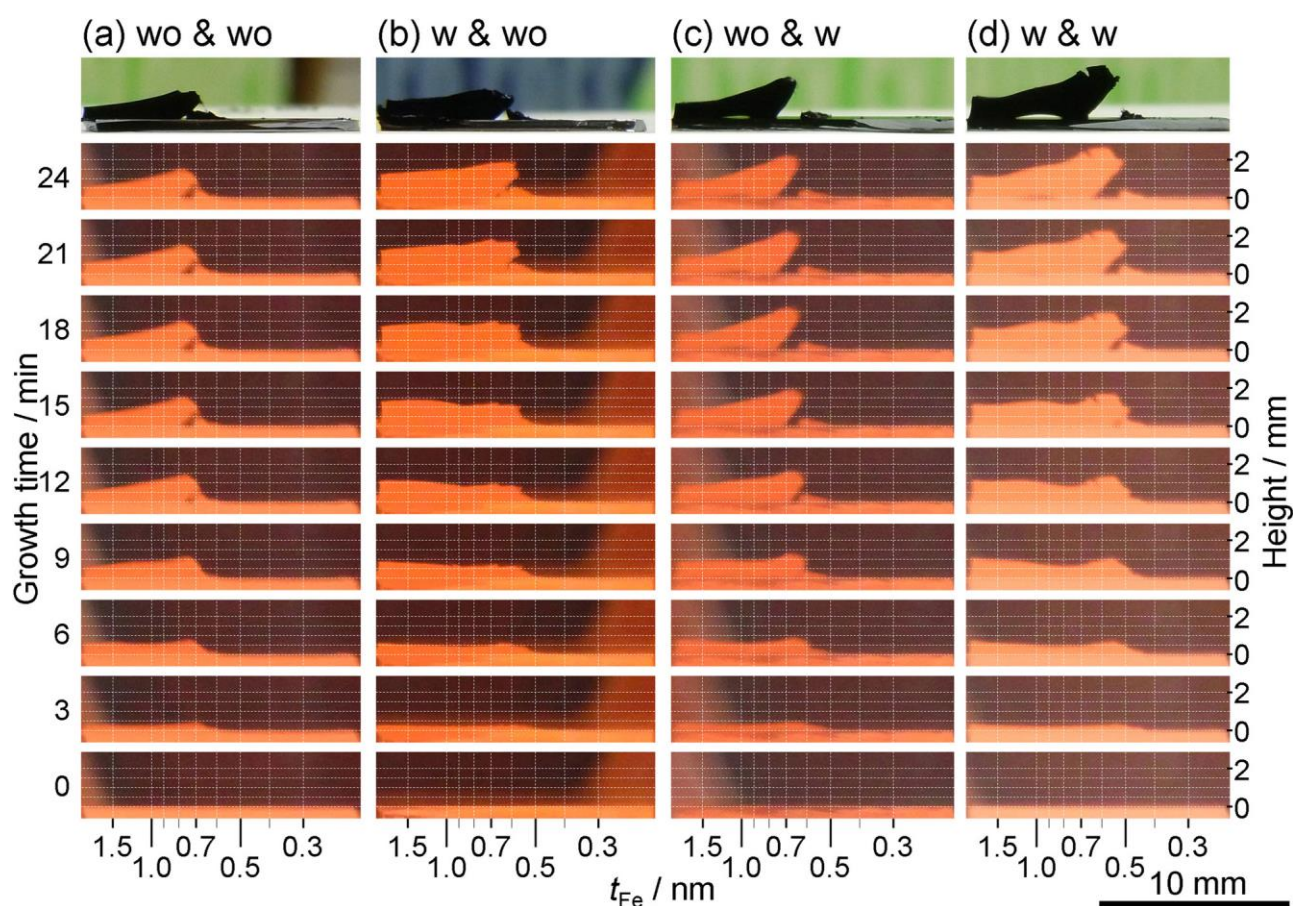 (a) wo & wo (b) w & wo (c) wo & w (d) w & w
24 2 0
21 2 0
18 2 0
15 2 0
12 2 0
9 2 0
6 2 0
3 2 0
0 2 0
Growth time / min
Height / mm
1.5 0.7 0.3 1.5 0.7 0.3 1.5 0.7 0.3 1.5 0.7 0.3
1.0 0.5 1.0 0.5 1.0 0.5 1.0 0.5
tFe / nm
10 mm